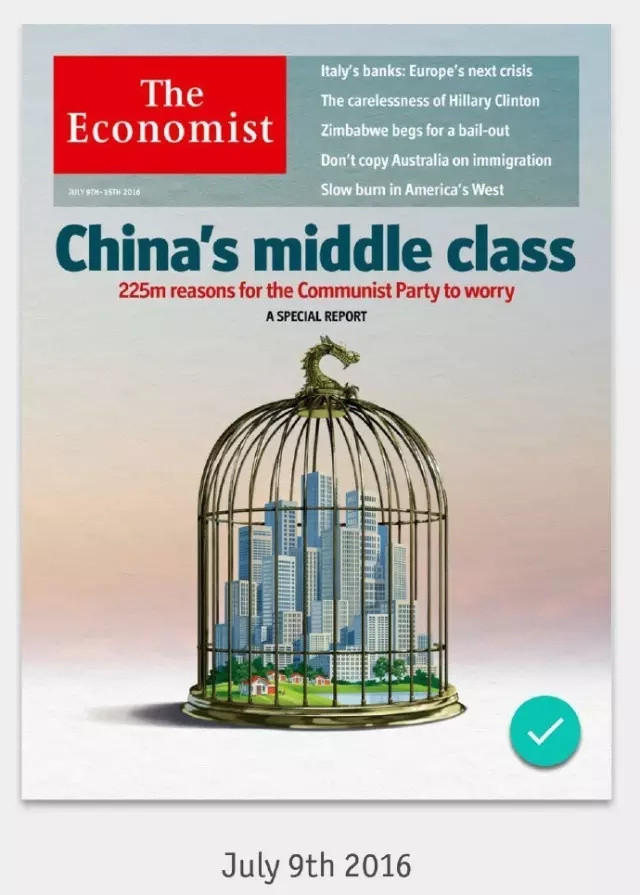 The
Economist
JULY 9TH–15TH 2016
Italy's banks: Europe's next crisis
The carelessness of Hillary Clinton
Zimbabwe begs for a bail-out
Don't copy Australia on immigration
Slow burn in America's West
China's middle class
225m reasons for the Communist Party to worry
A SPECIAL REPORT
July 9th 2016